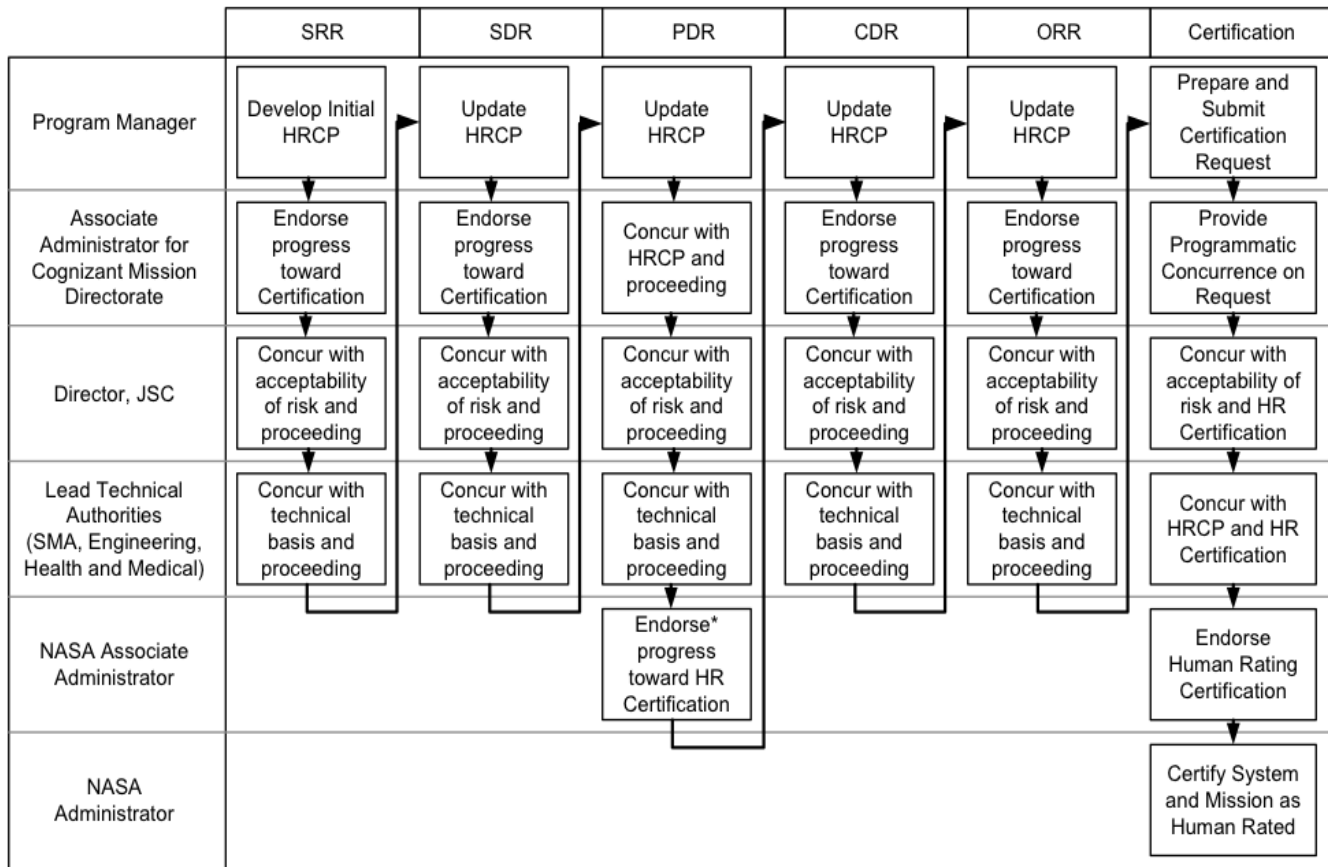 SRR
SDR
PDR
CDR
ORR
Certification
Program Manager
Develop Initial
HRCP
Update
HRCP
Update
HRCP
Update
HRCP
Update
HRCP
Prepare and
Submit
Certification
Request
Associate
Administrator for
Cognizant Mission
Directorate
Endorse
progress
toward
Certification
Endorse
progress
toward
Certification
Concur with
HRCP and
proceeding
Endorse
progress
toward
Certification
Endorse
progress
toward
Certification
Provide
Programmatic
Concurrence on
Request
Director, JSC
Concur with
acceptability
of risk and
proceeding
Concur with
acceptability
of risk and
proceeding
Concur with
acceptability
of risk and
proceeding
Concur with
acceptability
of risk and
proceeding
Concur with
acceptability
of risk and
proceeding
Concur with
acceptability of
risk and HR
Certification
Lead Technical
Authorities
(SMA, Engineering,
Health and Medical)
Concur with
technical
basis and
proceeding
Concur with
technical
basis and
proceeding
Concur with
technical
basis and
proceeding
Concur with
technical
basis and
proceeding
Concur with
technical
basis and
proceeding
Concur with
HRCP and HR
Certification
NASA Associate
Administrator
Endorse*
progress
toward HR
Certification
Endorse
Human Rating
Certification
NASA
Administrator
Certify System
and Mission as
Human Rated